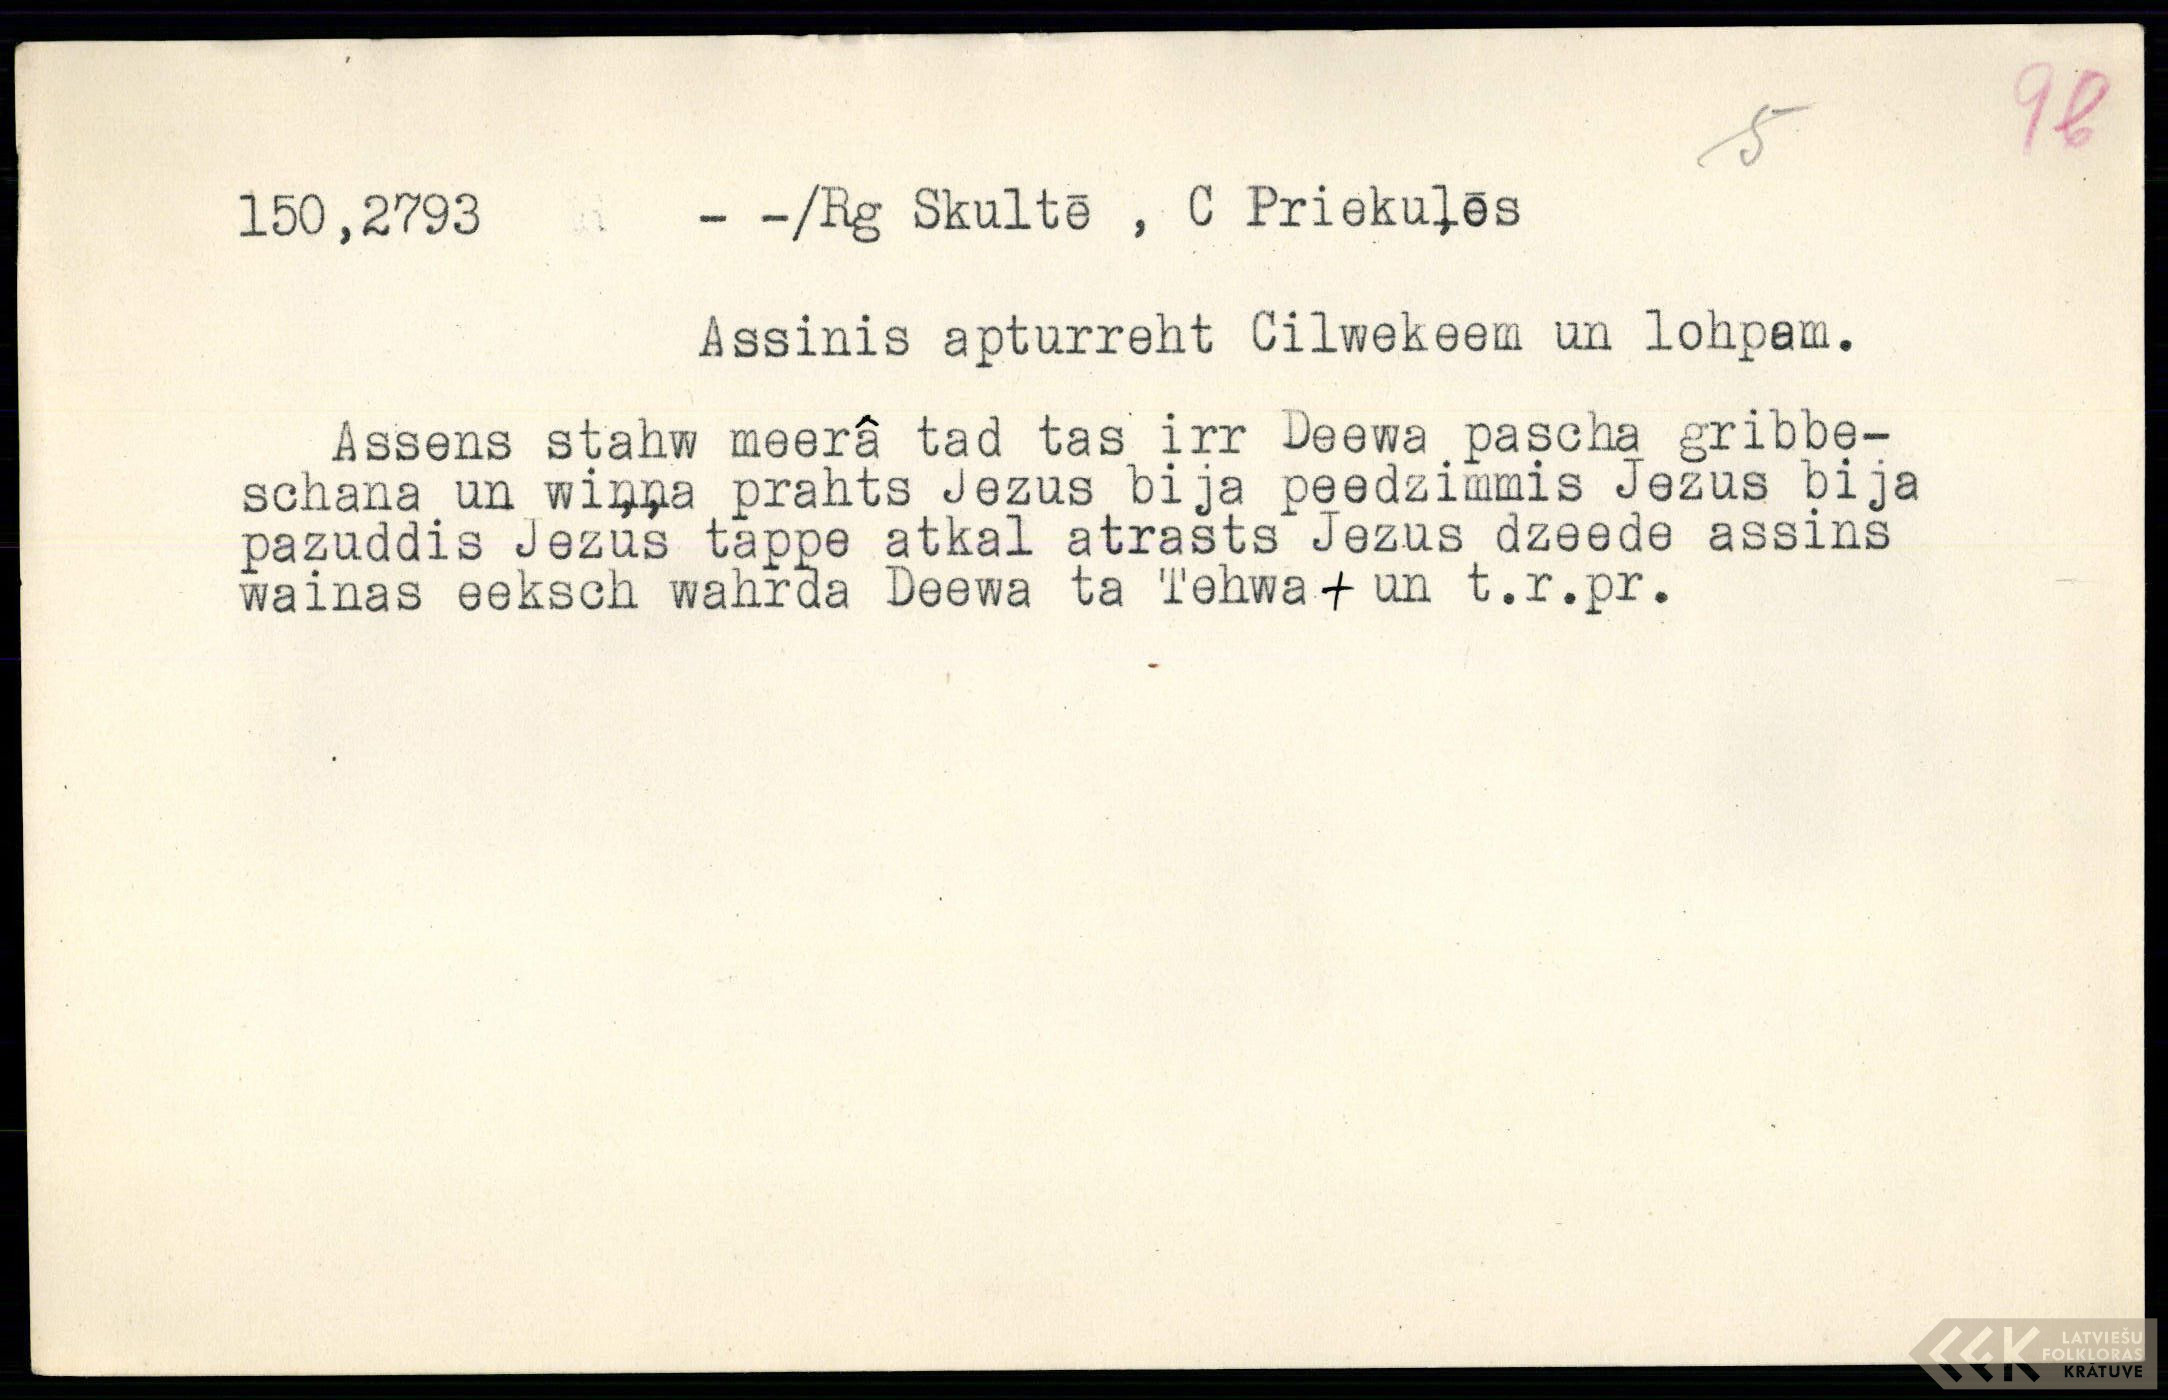 5
9b
150,2793 - -/Rg Skultē , C Priekuļēs
Assinis apturreht Cilwekeem un lohpam.
Assens stahw meerâ tad tas irr Deewa pascha gribbe-
schana un wiņņa prahts Jezus bija peedzimmis Jezus bija
pazuddis Jezus tappe atkal atrasts Jezus dzeede assins
wainas eeksch wahrda Deewa ta Tehwa + un t.r.pr.
LATVIEŠU
FOLKLORAS
KRĀTUVE